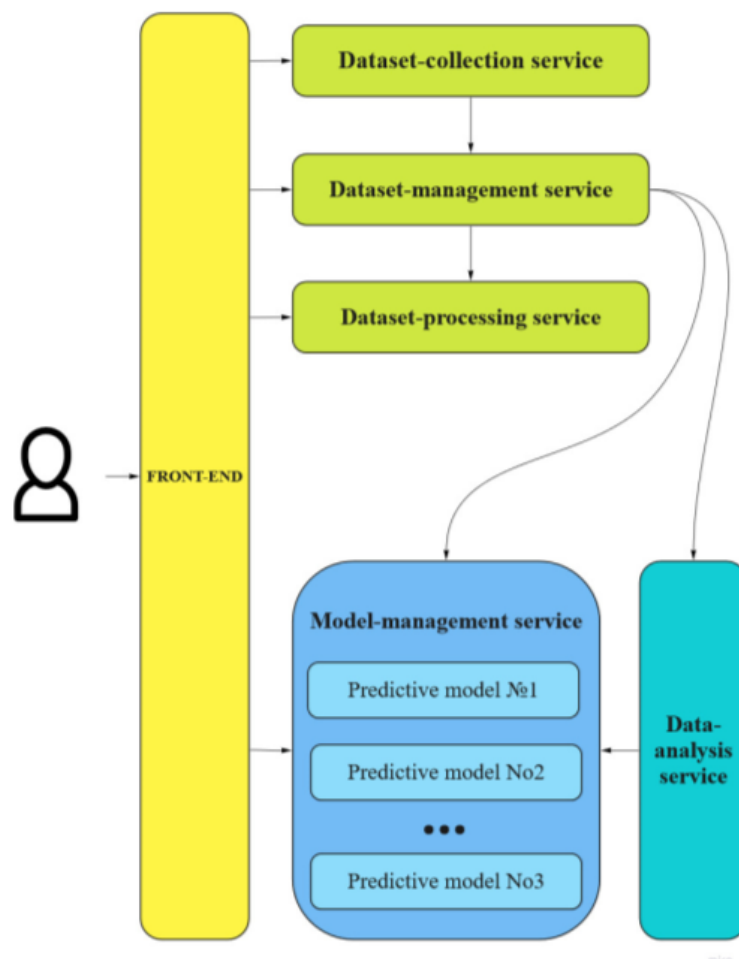 Dataset-collection service
Dataset-management service
Dataset-processing service
FRONT-END
Model-management service
Predictive model №1
Predictive model No2
•••
Predictive model No3
Data-
analysis
service